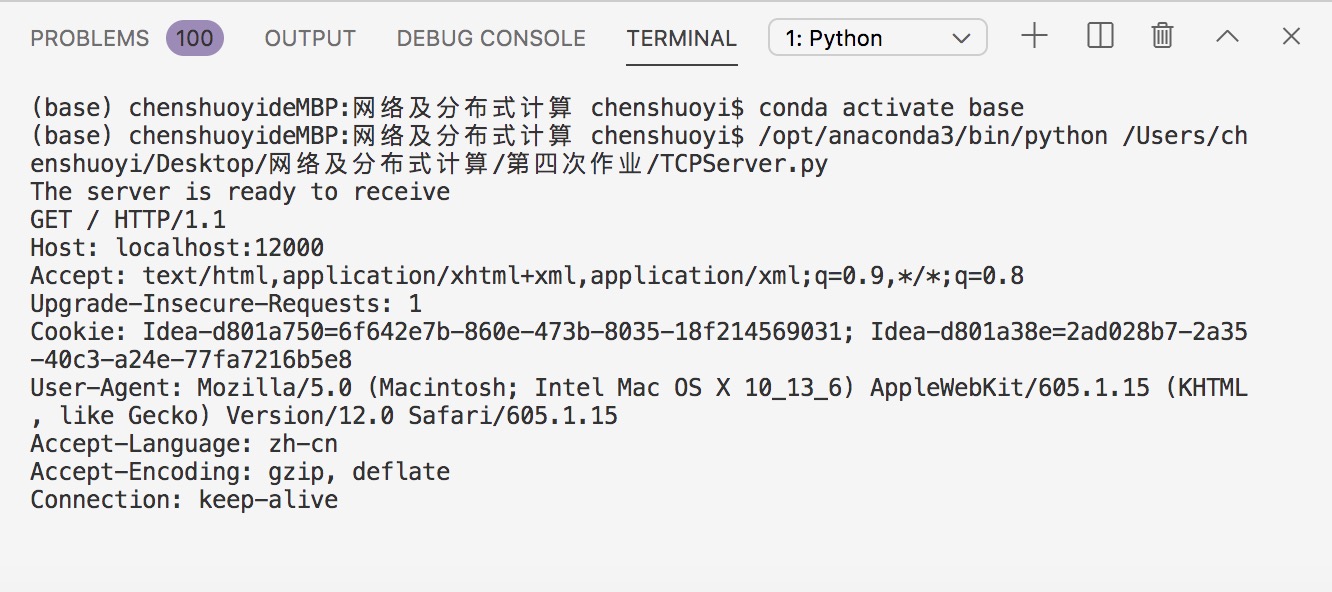 PROBLEMS 100 OUTPUT DEBUG CONSOLE TERMINAL 1: Python
(base) chenshuoyideMBP:网络及分布式计算 chenshuoyi$ conda activate base
(base) chenshuoyideMBP:网络及分布式计算 chenshuoyi$ /opt/anaconda3/bin/python /Users/ch
enshuoyi/Desktop/网络及分布式计算/第四次作业/TCPServer.py
The server is ready to receive
GET / HTTP/1.1
Host: localhost:12000
Accept: text/html,application/xhtml+xml,application/xml;q=0.9,*/*;q=0.8
Upgrade-Insecure-Requests: 1
Cookie: Idea-d801a750=6f642e7b-860e-473b-8035-18f214569031; Idea-d801a38e=2ad028b7-2a35
-40c3-a24e-77fa7216b5e8
User-Agent: Mozilla/5.0 (Macintosh; Intel Mac OS X 10_13_6) AppleWebKit/605.1.15 (KHTML
, like Gecko) Version/12.0 Safari/605.1.15
Accept-Language: zh-cn
Accept-Encoding: gzip, deflate
Connection: keep-alive